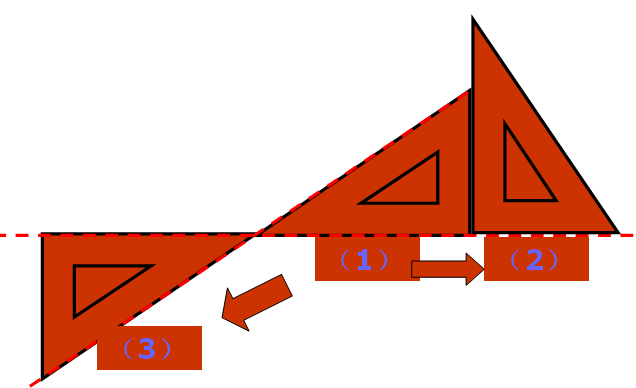 （1）
（2）
（3）